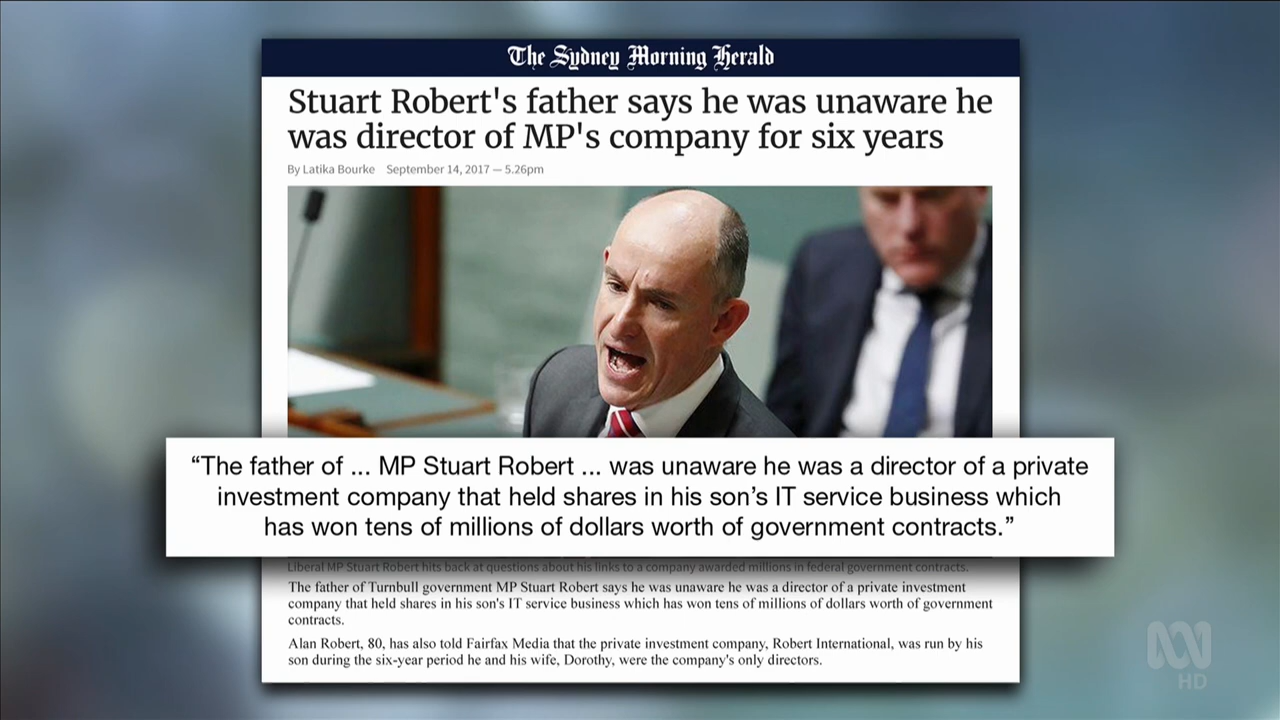 The Sydney Morning Herald
Stuart Robert's father says he was unaware he
was director of MP's company for six years
By Latika Bourke September 14, 2017 — 5.26pm
“The father of ... MP Stuart Robert ... was unaware he was a director of a private
investment company that held shares in his son’s IT service business which
has won tens of millions of dollars worth of government contracts.”
Liberal MP Stuart Robert hits back at questions about his links to a company awarded millions in federal government contracts.
The father of Turnbull government MP Stuart Robert says he was unaware he was a director of a private investment
company that held shares in his son's IT service business which has won tens of millions of dollars worth of government
contracts.
Alan Robert, 80, has also told Fairfax Media that the private investment company, Robert International, was run by his
son during the six-year period he and his wife, Dorothy, were the company's only directors.
HD